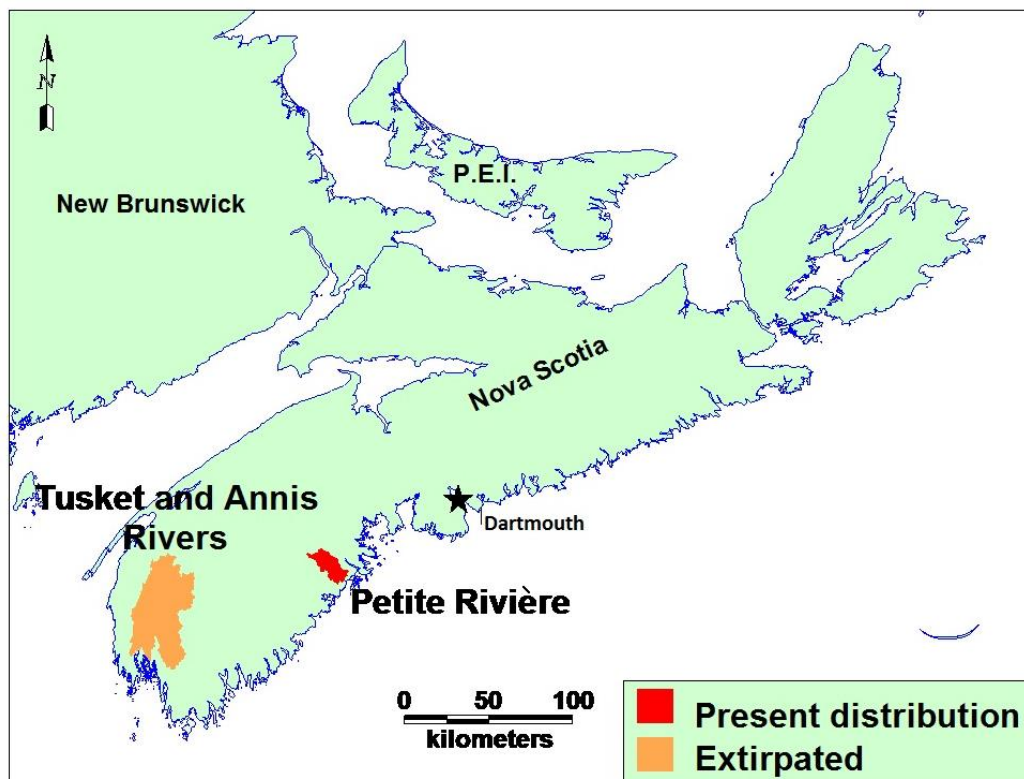 N
New Brunswick
P.E.I.
Nova Scotia
Tusket and Annis
Rivers
Dartmouth
Petite Rivière
0 50 100
kilometers
Present distribution
Extirpated